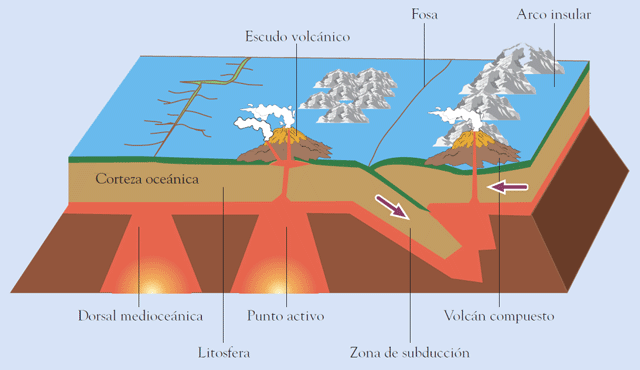 Fosa
Arco insular
Escudo volcánico
Corteza oceánica
Dorsal medioceánica
Punto activo
Volcán compuesto
Litosfera
Zona de subducción